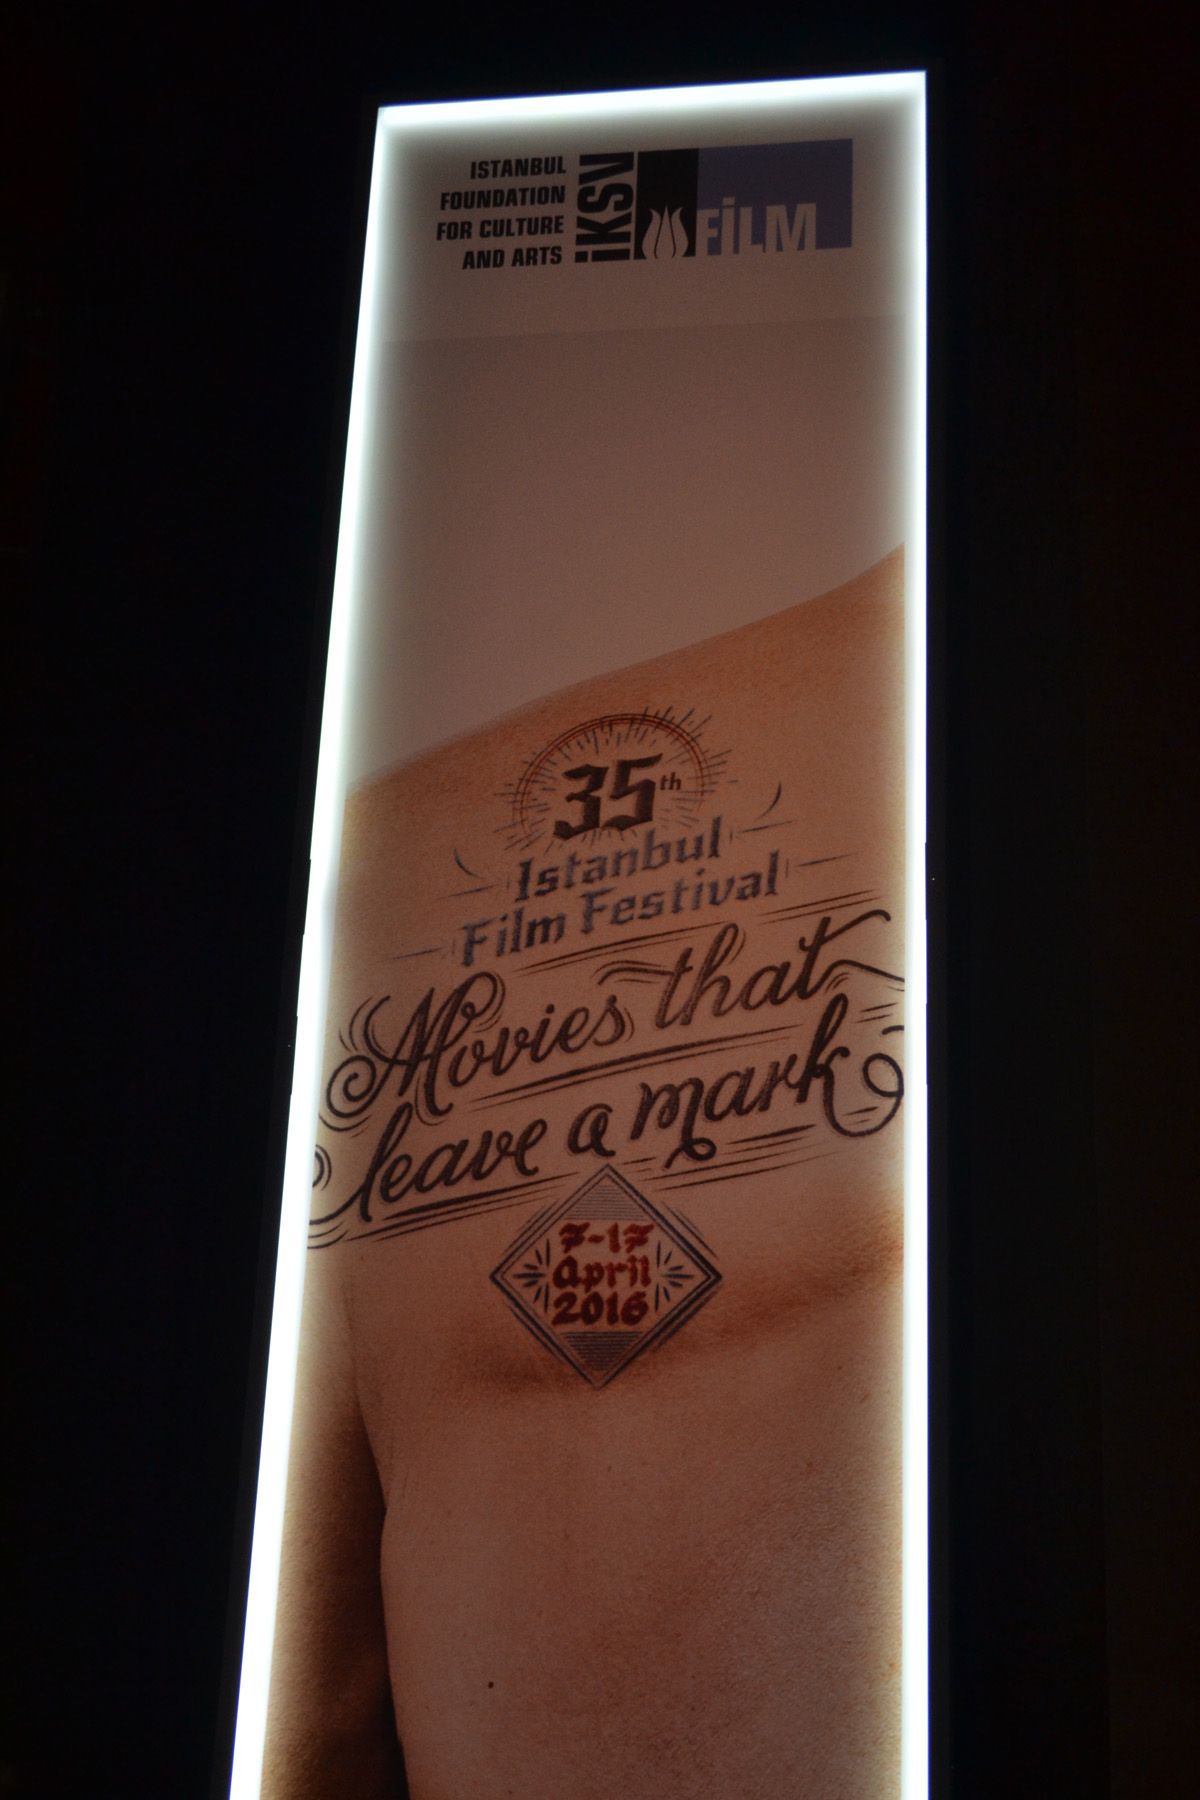 ISTANBUL
FOUNDATION
FOR CULTURE
AND ARTS
iKSV
FİLM
35th
Istanbul
Film Festival
Movies that
leave a mark
7-17
April
2016